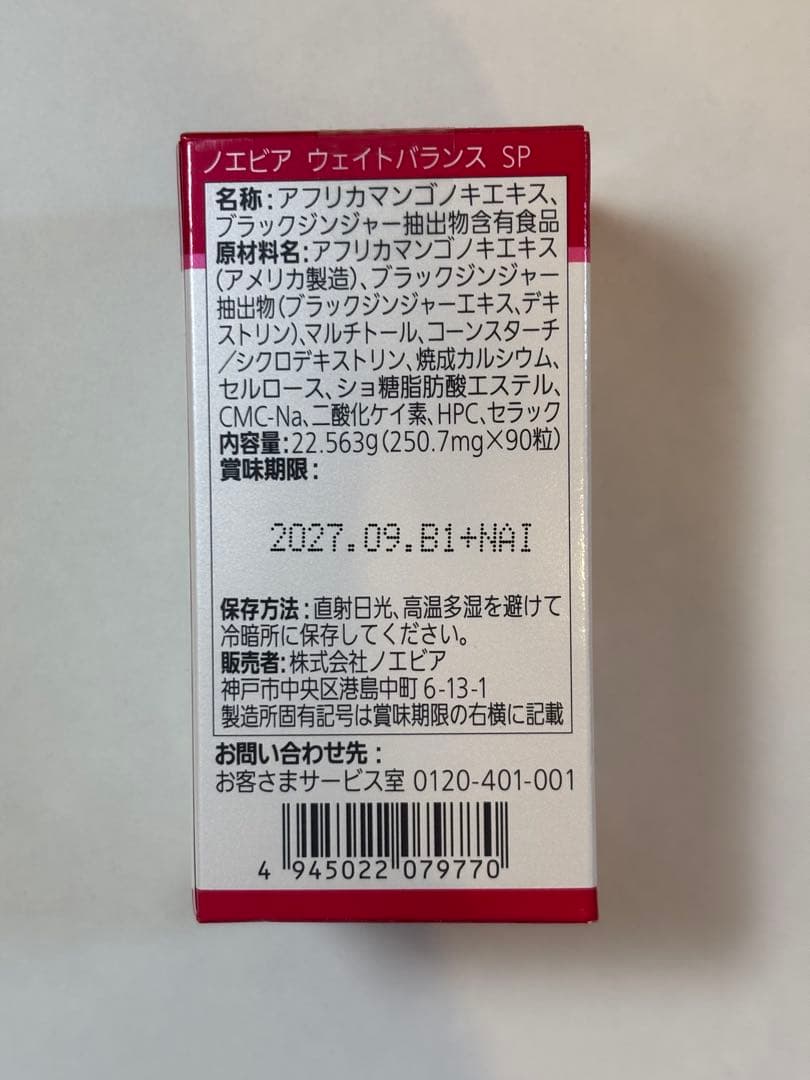 ノエビア ウェイトバランス SP
名称:アフリカマンゴノキエキス、
ブラックジンジャー抽出物含有食品
原材料名:アフリカマンゴノキエキス
(アメリカ製造)、ブラックジンジャー
抽出物(ブラックジンジャーエキス、デキ
ストリン)、マルチトール、コーンスターチ
/シクロデキストリン、焼成カルシウム、
セルロース、ショ糖脂肪酸エステル、
CMC-Na、二酸化ケイ素、HPC、セラック
内容量:22.563g(250.7mg×90粒)
賞味期限:
2027.09.B1+NAI
保存方法:直射日光、高温多湿を避けて
冷暗所に保存してください。
販売者:株式会社ノエビア
神戸市中央区港島中町6-13-1
製造所固有記号は賞味期限の右横に記載
お問い合わせ先:
お客さまサービス室 0120-401-001
4 945022 079770